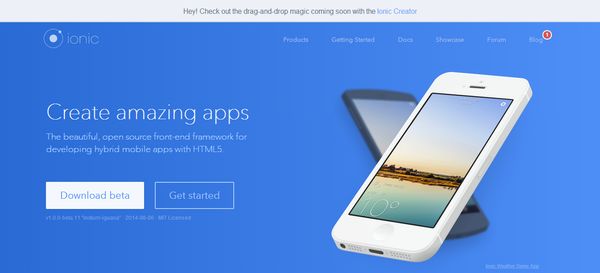 Hey! Check out the drag-and-drop magic coming soon with the Ionic Creator
ionic
Products Getting Started Docs Showcase Forum Blog 1
Create amazing apps
The beautiful, open source front-end framework for
developing hybrid mobile apps with HTML5.
Download beta Get started
v1.0.0-beta.11 "indium-iguana" 2014-08-06 MIT Licensed
10°
Ionic Weather Demo App